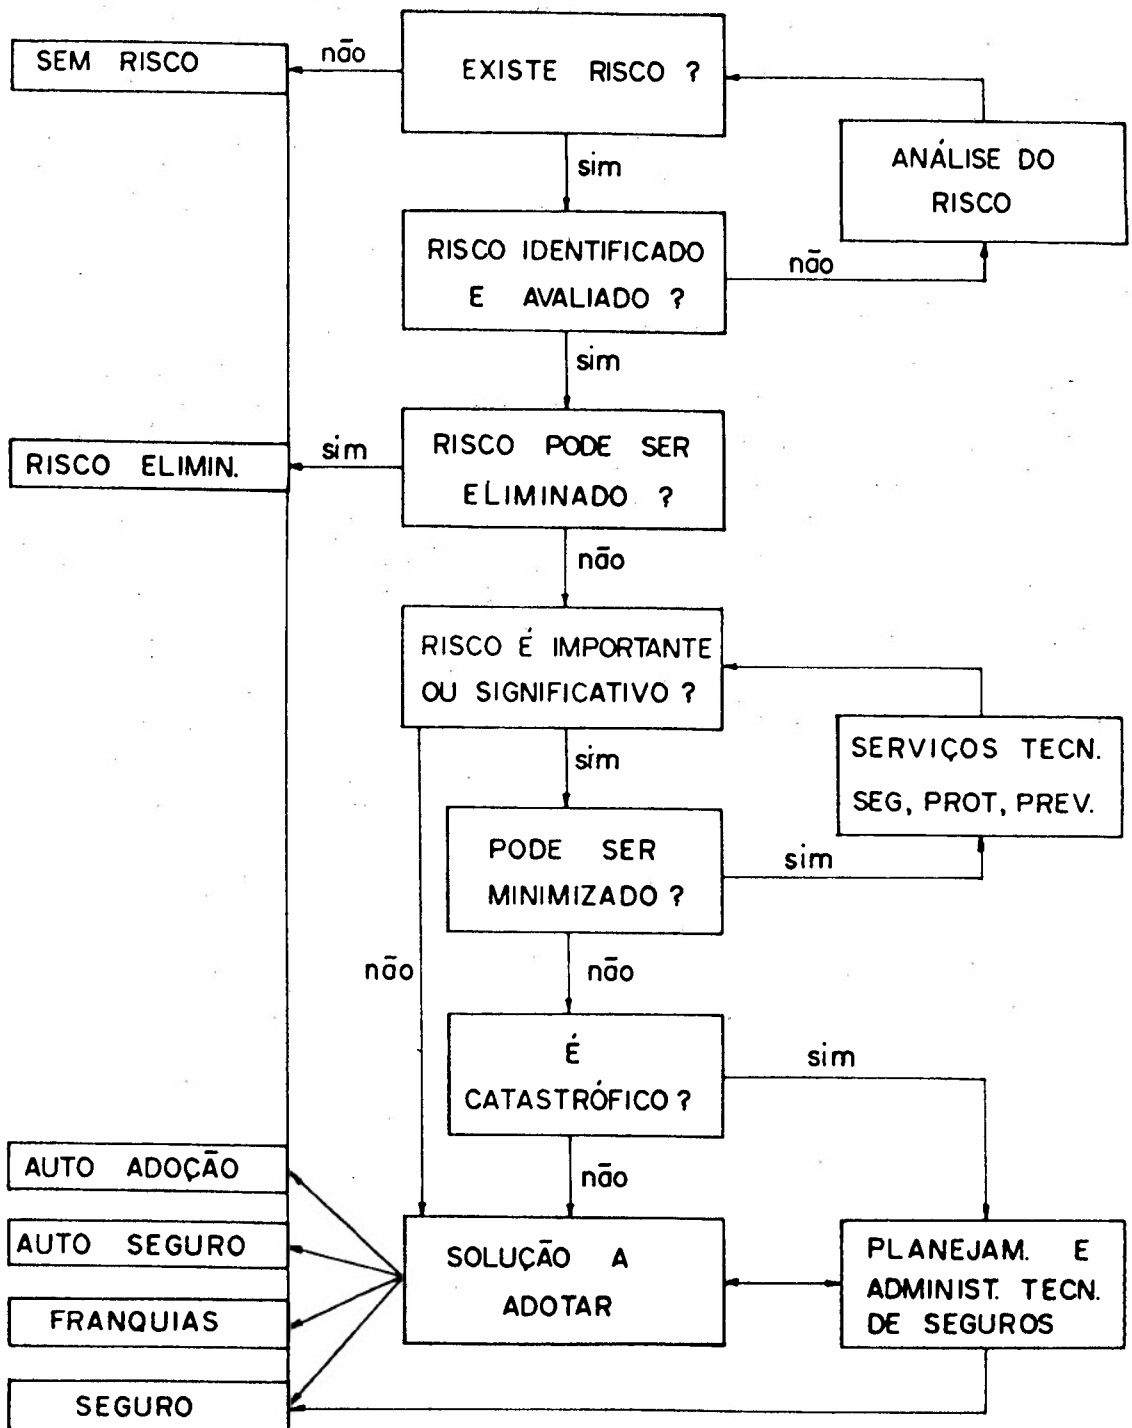 não
SEM RISCO
EXISTE RISCO ?
sim
ANÁLISE DO
RISCO
RISCO IDENTIFICADO
E AVALIADO ?
não
sim
RISCO ELIMIN.
sim
RISCO PODE SER
ELIMINADO ?
não
RISCO É IMPORTANTE
OU SIGNIFICATIVO ?
sim
SERVIÇOS TECN.
SEG, PROT, PREV.
PODE SER
MINIMIZADO ?
sim
não
não
É
CATASTRÓFICO ?
sim
não
AUTO ADOÇÃO
AUTO SEGURO
FRANQUIAS
SEGURO
SOLUÇÃO A
ADOTAR
PLANEJAM. E
ADMINIST. TECN.
DE SEGUROS